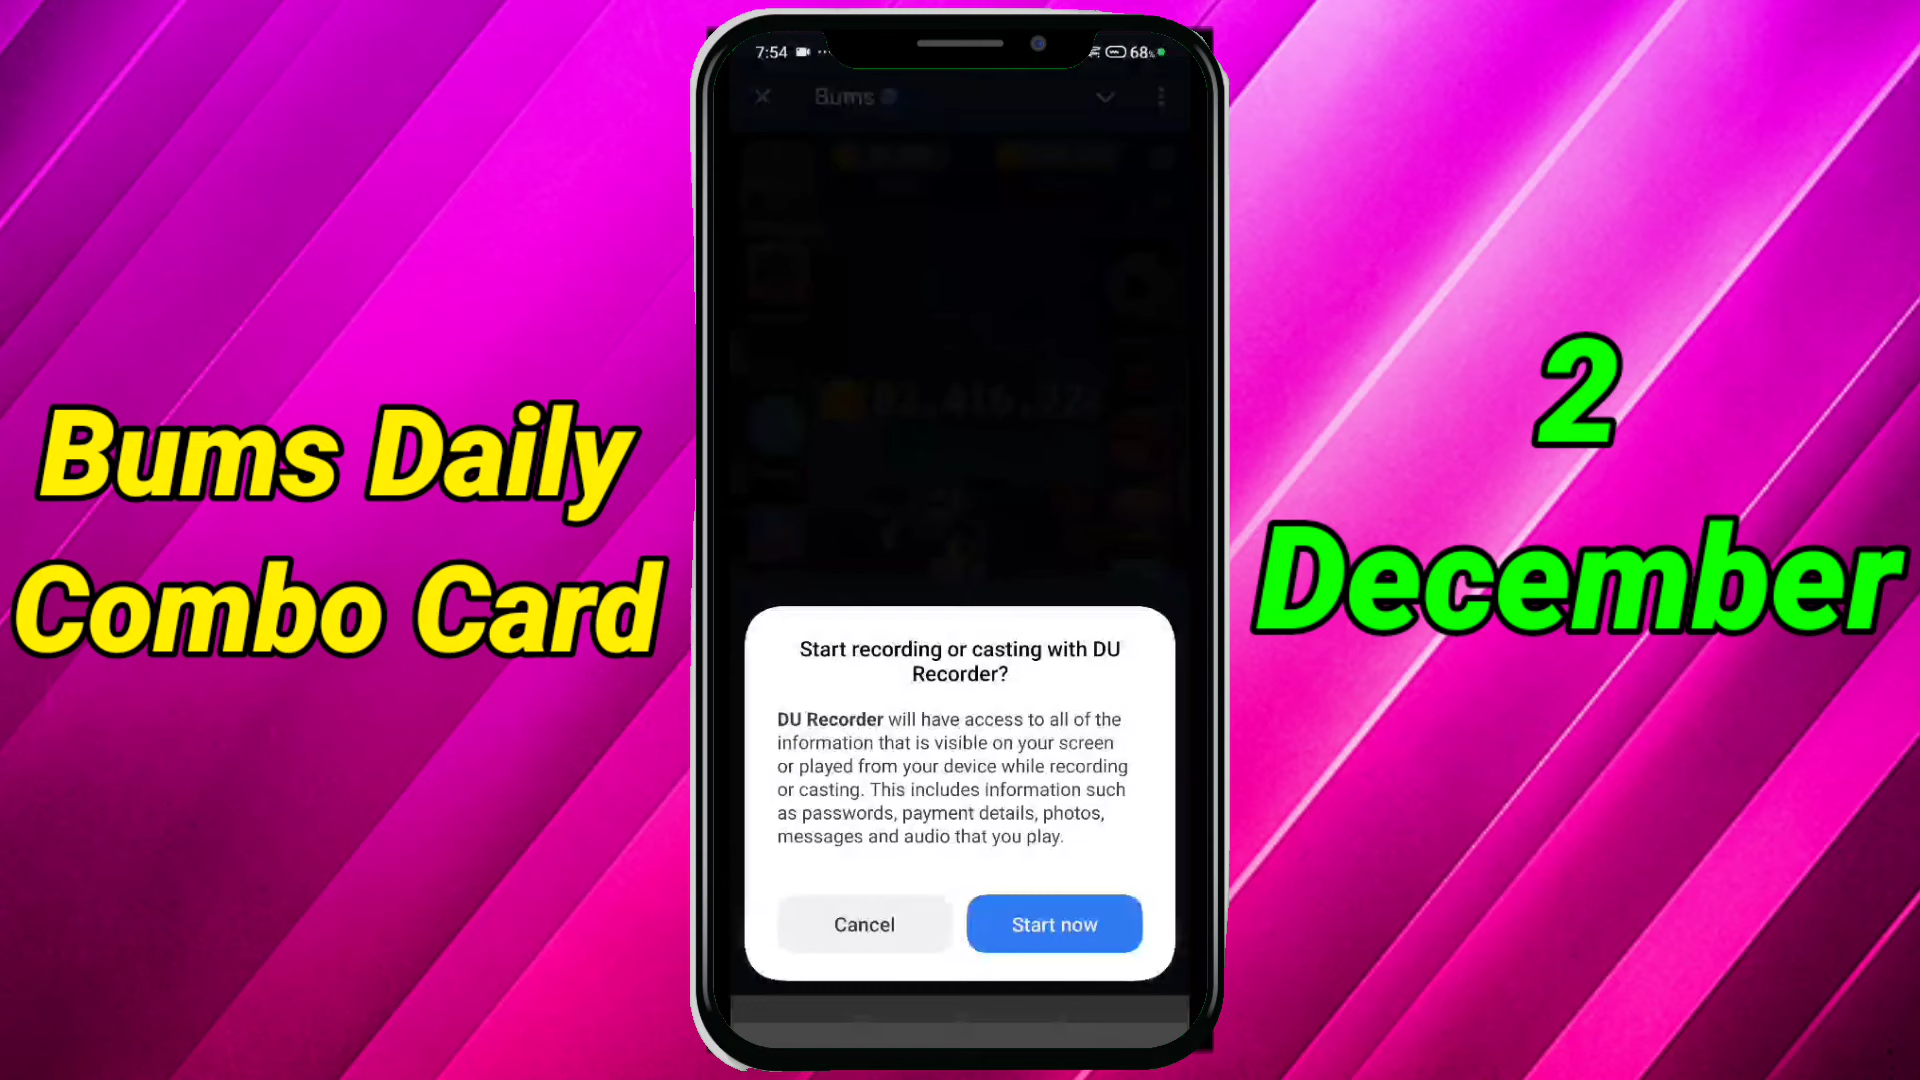 7:54
68%
Bums
Bums Daily
Combo Card
2
December
Start recording or casting with DU
Recorder?
DU Recorder will have access to all of the
information that is visible on your screen
or played from your device while recording
or casting. This includes information such
as passwords, payment details, photos,
messages and audio that you play.
Cancel
Start now